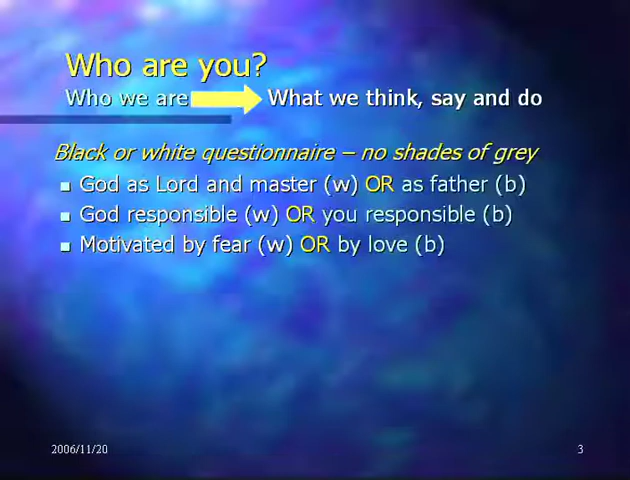 Who are you?
Who we are What we think, say and do
Black or white questionnaire – no shades of grey
God as Lord and master (w) OR as father (b)
God responsible (w) OR you responsible (b)
Motivated by fear (w) OR by love (b)
2006/11/20 3